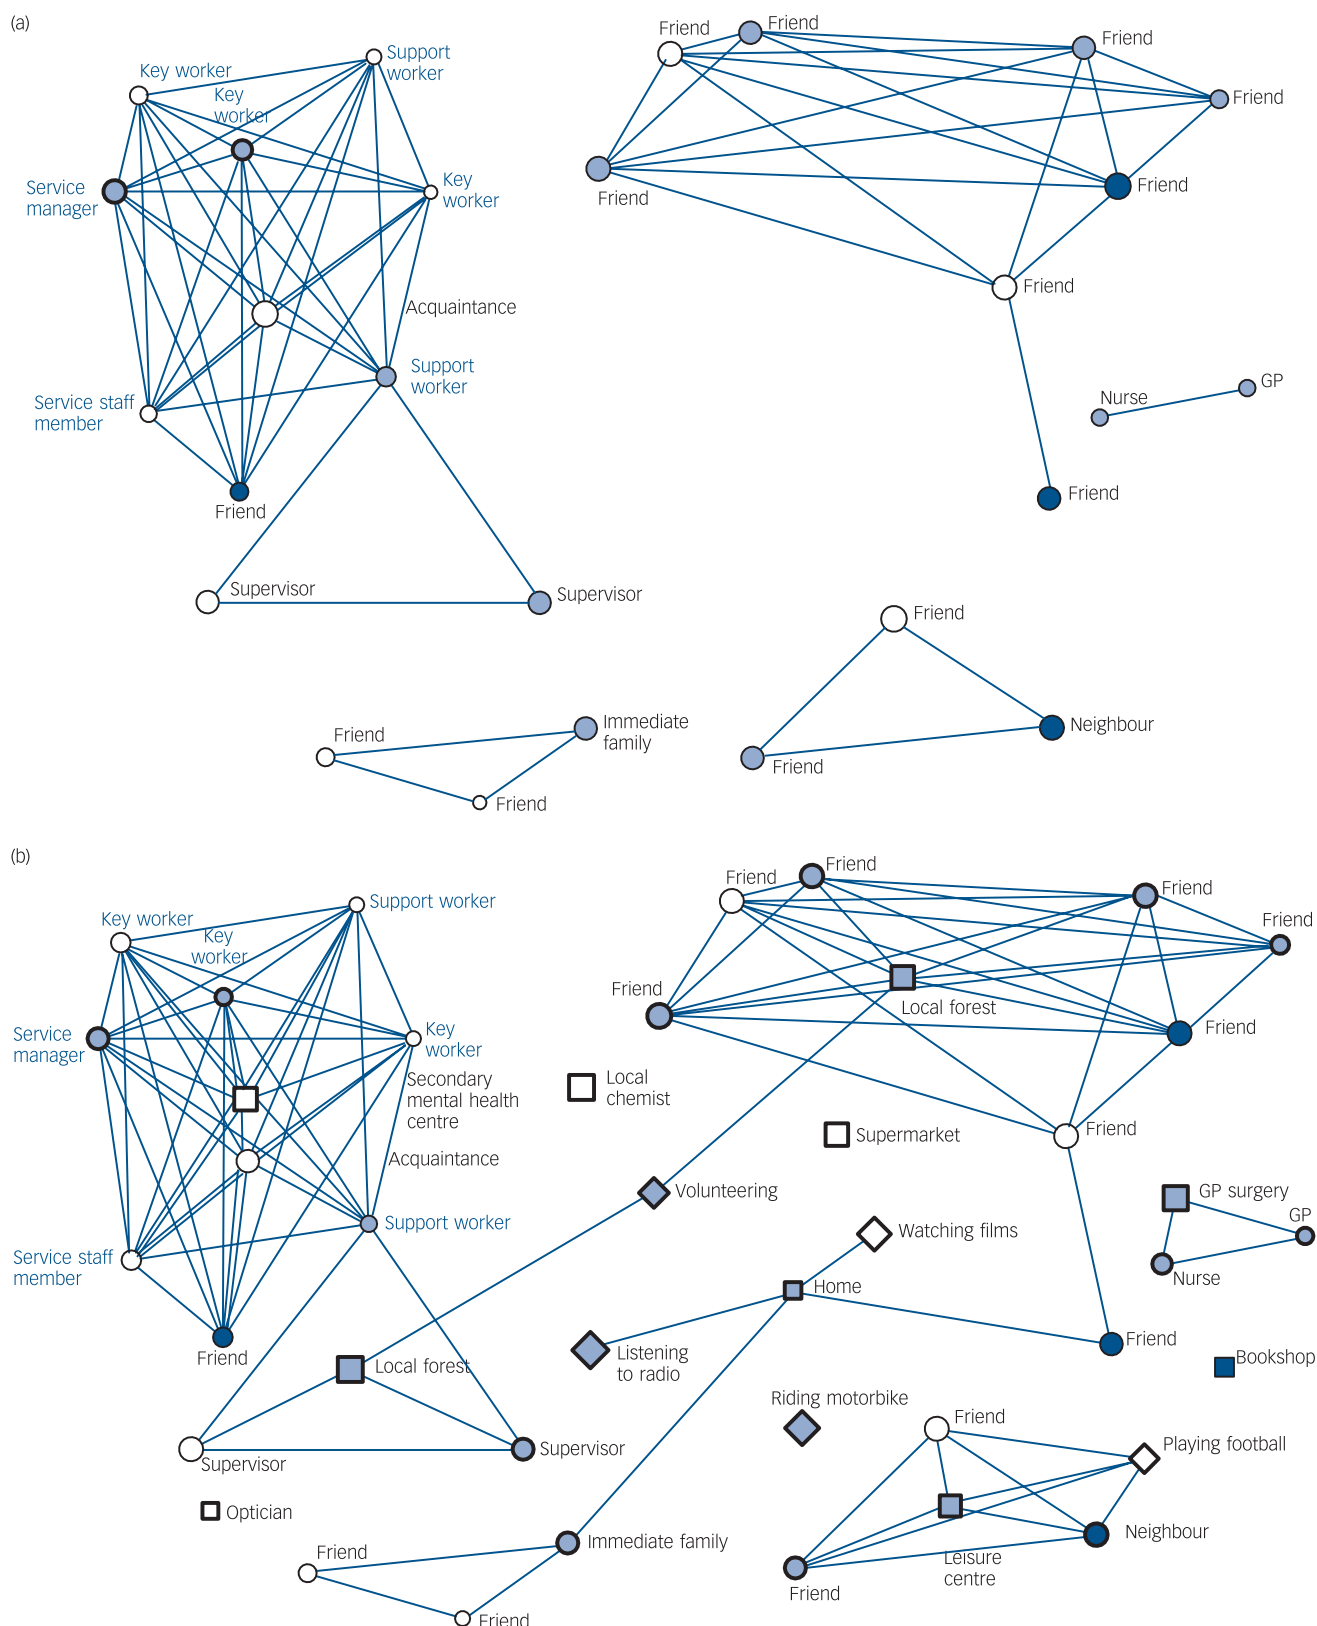 (a)
Friend
Friend
Friend
Support
worker
Key worker
Key
worker
Friend
Service
manager
Key
worker
Friend
Friend
Friend
Acquaintance
Support
worker
GP
Nurse
Service staff
member
Friend
Friend
Supervisor
Supervisor
Friend
Immediate
family
Neighbour
Friend
Friend
Friend
(b)
Friend
Friend
Friend
Support worker
Key worker
Key
worker
Friend
Friend
Local forest
Service
manager
Key
worker
Friend
Secondary
mental health
centre
Local
chemist
Supermarket
Friend
Acquaintance
Volunteering
GP surgery
GP
Support worker
Watching films
Service staff
member
Nurse
Home
Friend
Friend
Listening
to radio
Local forest
Bookshop
Riding motorbike
Friend
Playing football
Supervisor
Supervisor
Optician
Neighbour
Immediate family
Friend
Leisure
centre
Friend
Friend